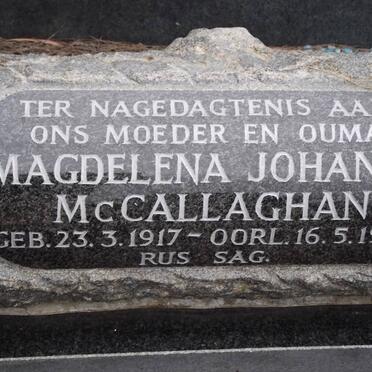 TER NAGEDAGTENIS AA
ONS MOEDER EN OUMA
MAGDELENA JOHAN
McCALLAGHAN
GEB. 23.3.1917 - OORL. 16.5.19
RUS SAG.